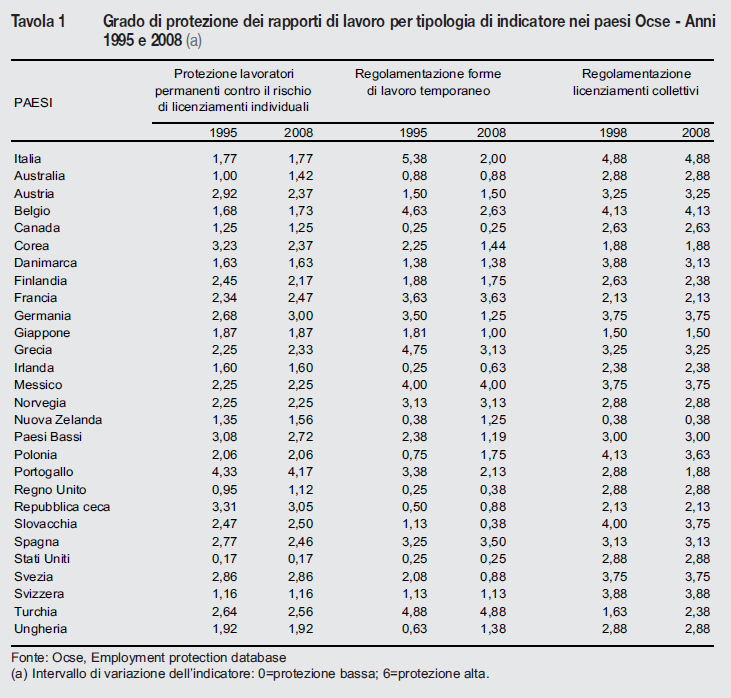 Tavola 1 Grado di protezione dei rapporti di lavoro per tipologia di indicatore nei paesi Ocse - Anni
1995 e 2008 (a)
PAESI Protezione lavoratori permanenti contro il rischio di licenziamenti individuali Regolamentazione forme di lavoro temporaneo Regolamentazione licenziamenti collettivi
1995 2008 1995 2008 1998 2008
Italia 1,77 1,77 5,38 2,00 4,88 4,88
Australia 1,00 1,42 0,88 0,88 2,88 2,88
Austria 2,92 2,37 1,50 1,50 3,25 3,25
Belgio 1,68 1,73 4,63 2,63 4,13 4,13
Canada 1,25 1,25 0,25 0,25 2,63 2,63
Corea 3,23 2,37 2,25 1,44 1,88 1,88
Danimarca 1,63 1,63 1,38 1,38 3,88 3,13
Finlandia 2,45 2,17 1,88 1,75 2,63 2,38
Francia 2,34 2,47 3,63 3,63 2,13 2,13
Germania 2,68 3,00 3,50 1,25 3,75 3,75
Giappone 1,87 1,87 1,81 1,00 1,50 1,50
Grecia 2,25 2,33 4,75 3,13 3,25 3,25
Irlanda 1,60 1,60 0,25 0,63 2,38 2,38
Messico 2,25 2,25 4,00 4,00 3,75 3,75
Norvegia 2,25 2,25 3,13 3,13 2,88 2,88
Nuova Zelanda 1,35 1,56 0,38 1,25 0,38 0,38
Paesi Bassi 3,08 2,72 2,38 1,19 3,00 3,00
Polonia 2,06 2,06 0,75 1,75 4,13 3,63
Portogallo 4,33 4,17 3,38 2,13 2,88 1,88
Regno Unito 0,95 1,12 0,25 0,38 2,88 2,88
Repubblica ceca 3,31 3,05 0,50 0,88 2,13 2,13
Slovacchia 2,47 2,50 1,13 0,38 4,00 3,75
Spagna 2,77 2,46 3,25 3,50 3,13 3,13
Stati Uniti 0,17 0,17 0,25 0,25 2,88 2,88
Svezia 2,86 2,86 2,08 0,88 3,75 3,75
Svizzera 1,16 1,16 1,13 1,13 3,88 3,88
Turchia 2,64 2,56 4,88 4,88 1,63 2,38
Ungheria 1,92 1,92 0,63 1,38 2,88 2,88
Fonte: Ocse, Employment protection database
(a) Intervallo di variazione dell'indicatore: 0=protezione bassa; 6=protezione alta.